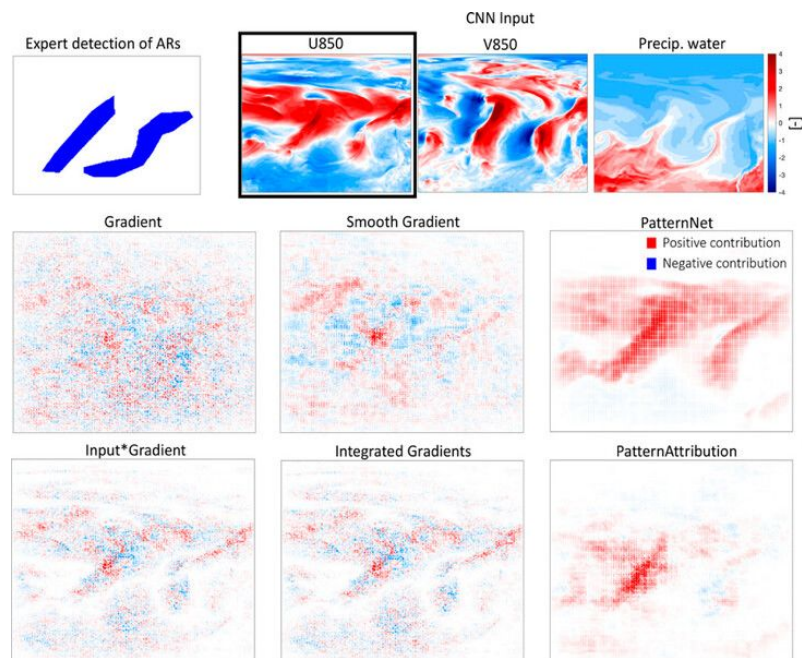 CNN Input
Expert detection of ARs
U850
V850
Precip. water
4
3
2
1
0
-1
-2
-3
-4
[-]
Gradient
Smooth Gradient
PatternNet
Positive contribution
Negative contribution
Input*Gradient
Integrated Gradients
PatternAttribution